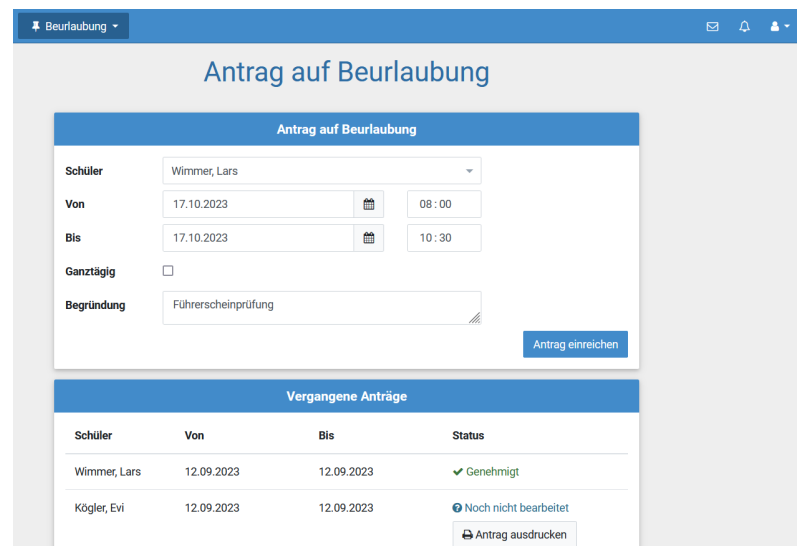 Beurlaubung
Antrag auf Beurlaubung
Antrag auf Beurlaubung
Schüler Wimmer, Lars
Von 17.10.2023 08 : 00
Bis 17.10.2023 10 : 30
Ganztägig
Begründung Führerscheinprüfung
Antrag einreichen
Vergangene Anträge
Schüler Von Bis Status
Wimmer, Lars 12.09.2023 12.09.2023 Genehmigt
Kögler, Evi 12.09.2023 12.09.2023 Noch nicht bearbeitet
Antrag ausdrucken